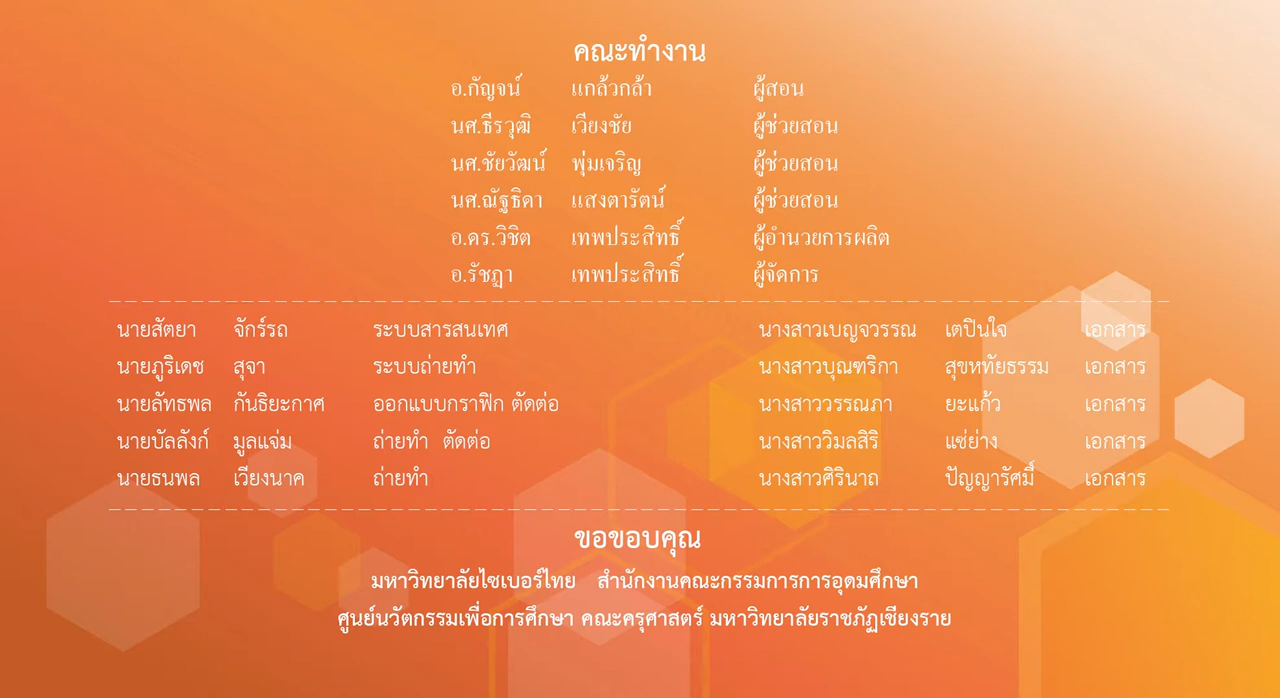 คณะทำงาน
อ.กัญจน์ แกล้วกล้า ผู้สอน
นศ.ธีรวุฒิ เวียงชัย ผู้ช่วยสอน
นศ.ชัยวัฒน์ พุ่มเจริญ ผู้ช่วยสอน
นศ.ณัฐธิดา แสงดารัตน์ ผู้ช่วยสอน
อ.ดร.วิชิต เทพประสิทธิ์ ผู้อำนวยการผลิต
อ.รัชฎา เทพประสิทธิ์ ผู้จัดการ
นายสัตยา จักร์รถ ระบบสารสนเทศ นางสาวเบญจวรรณ เตปินใจ เอกสาร
นายภูริเดช สุจา ระบบถ่ายทำ นางสาวบุณฑริกา สุขหทัยธรรม เอกสาร
นายลัทธพล กันธิยะกาศ ออกแบบกราฟิก ตัดต่อ นางสาววรรณภา ยะแก้ว เอกสาร
นายบัลลังก์ มูลแจ่ม ถ่ายทำ ตัดต่อ นางสาววิมลสิริ แซ่ย่าง เอกสาร
นายธนพล เวียงนาค ถ่ายทำ นางสาวศิรินาถ ปัญญารัศมิ์ เอกสาร
ขอขอบคุณ
มหาวิทยาลัยไซเบอร์ไทย สำนักงานคณะกรรมการการอุดมศึกษา
ศูนย์นวัตกรรมเพื่อการศึกษา คณะครุศาสตร์ มหาวิทยาลัยราชภัฏเชียงราย